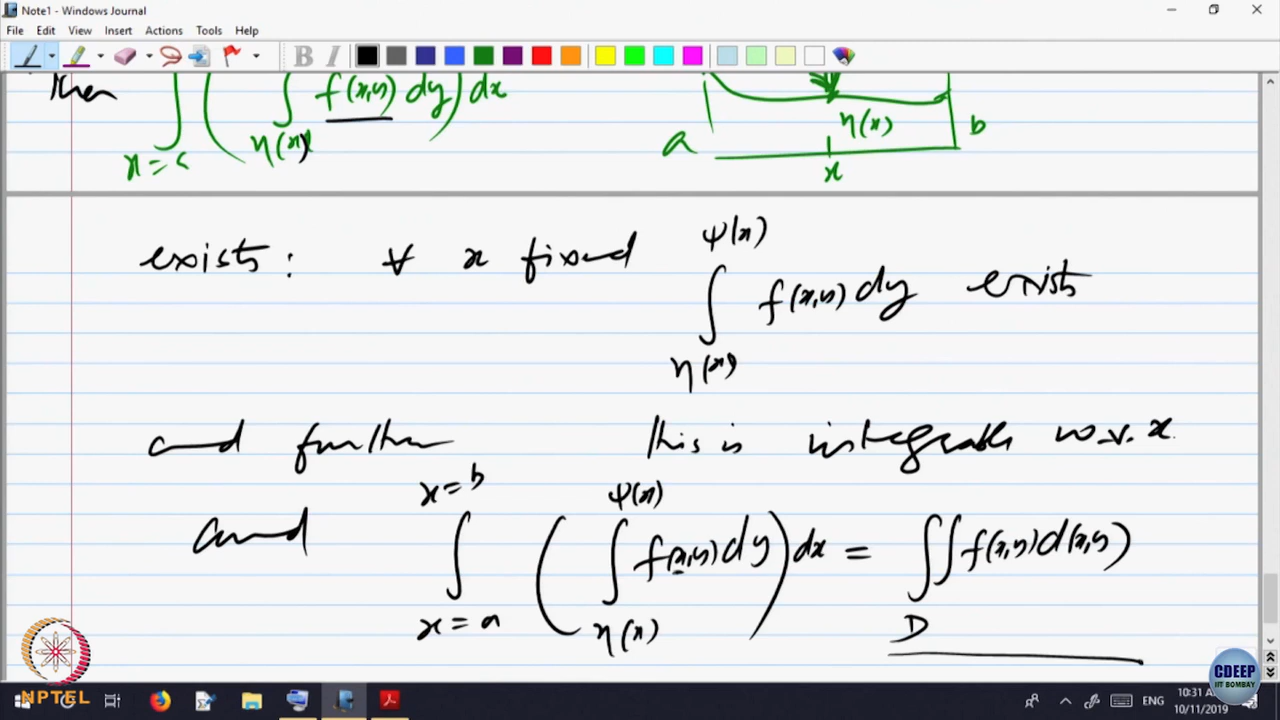 Note1 - Windows Journal
File Edit View Insert Actions Tools Help
then ∫ ( ∫ f(x,y) dy ) dx
x = a η(x)
η(x)
a b
x
exists : ∀ x fixed
ψ(x)
∫ f(x,y) dy exists
η(x)
and further this is integrable w.r. x.
x = b ψ(x)
and ∫ ( ∫ f(x,y) dy ) dx = ∬ f(x,y) d(x,y)
x = a η(x) D
NPTEL
CDEEP
IIT BOMBAY
ENG
10:31 A
10/11/2019